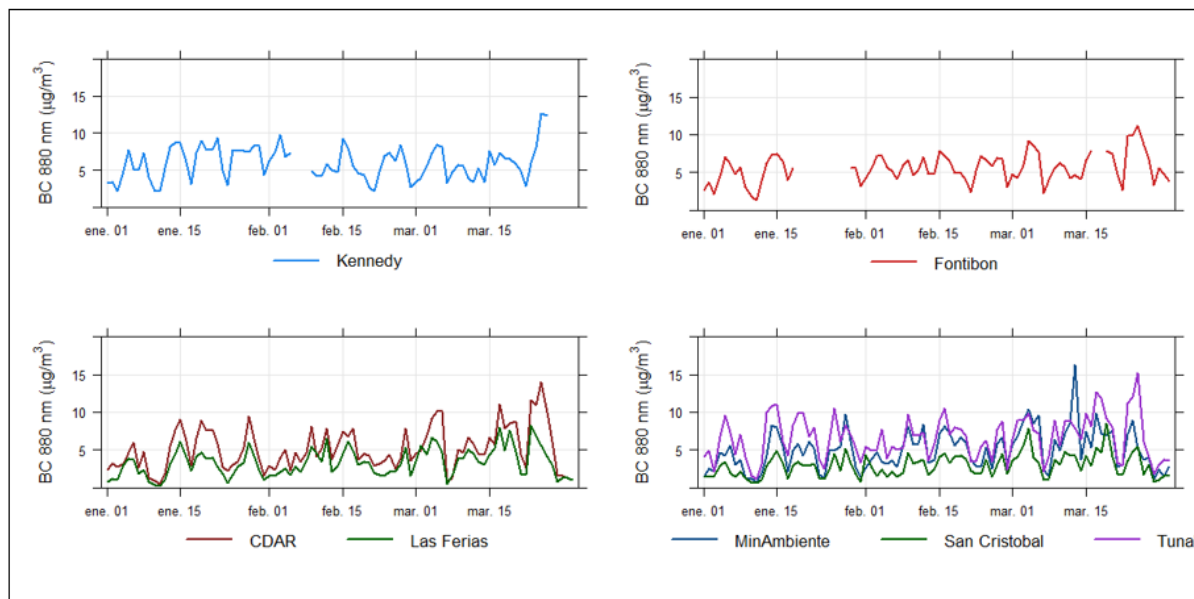 BC 880 nm (µg/m³)
15
10
5
ene. 01 ene. 15 feb. 01 feb. 15 mar. 01 mar. 15
Kennedy
BC 880 nm (µg/m³)
15
10
5
ene. 01 ene. 15 feb. 01 feb. 15 mar. 01 mar. 15
Fontibon
BC 880 nm (µg/m³)
15
10
5
ene. 01 ene. 15 feb. 01 feb. 15 mar. 01 mar. 15
CDAR Las Ferias
BC 880 nm (µg/m³)
15
10
5
ene. 01 ene. 15 feb. 01 feb. 15 mar. 01 mar. 15
MinAmbiente San Cristobal Tuna